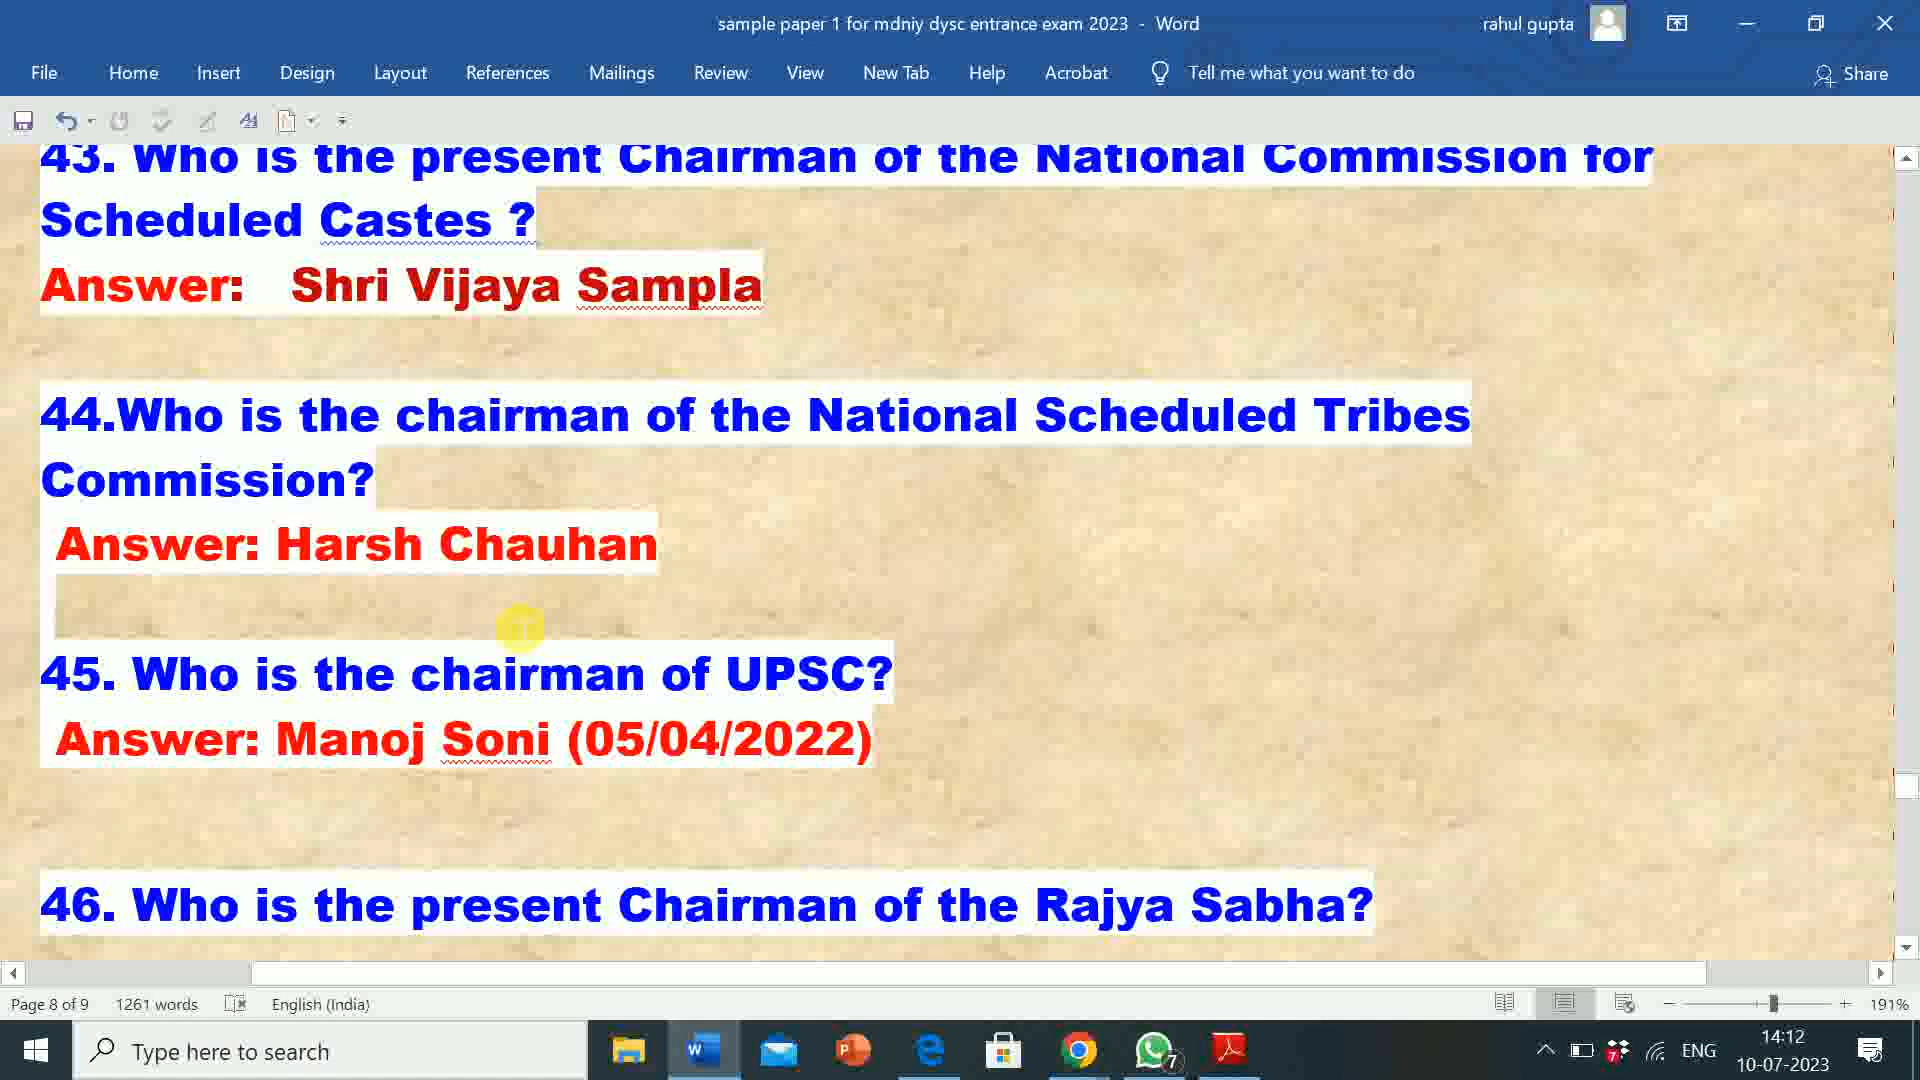 sample paper 1 for mdniy dysc entrance exam 2023 - Word
rahul gupta
File Home Insert Design Layout References Mailings Review View New Tab Help Acrobat Tell me what you want to do Share
43. Who is the present Chairman of the National Commission for
Scheduled Castes ?
Answer: Shri Vijaya Sampla
44.Who is the chairman of the National Scheduled Tribes
Commission?
Answer: Harsh Chauhan
45. Who is the chairman of UPSC?
Answer: Manoj Soni (05/04/2022)
46. Who is the present Chairman of the Rajya Sabha?
Page 8 of 9 1261 words English (India) 191%
Type here to search
7
7
ENG
14:12
10-07-2023